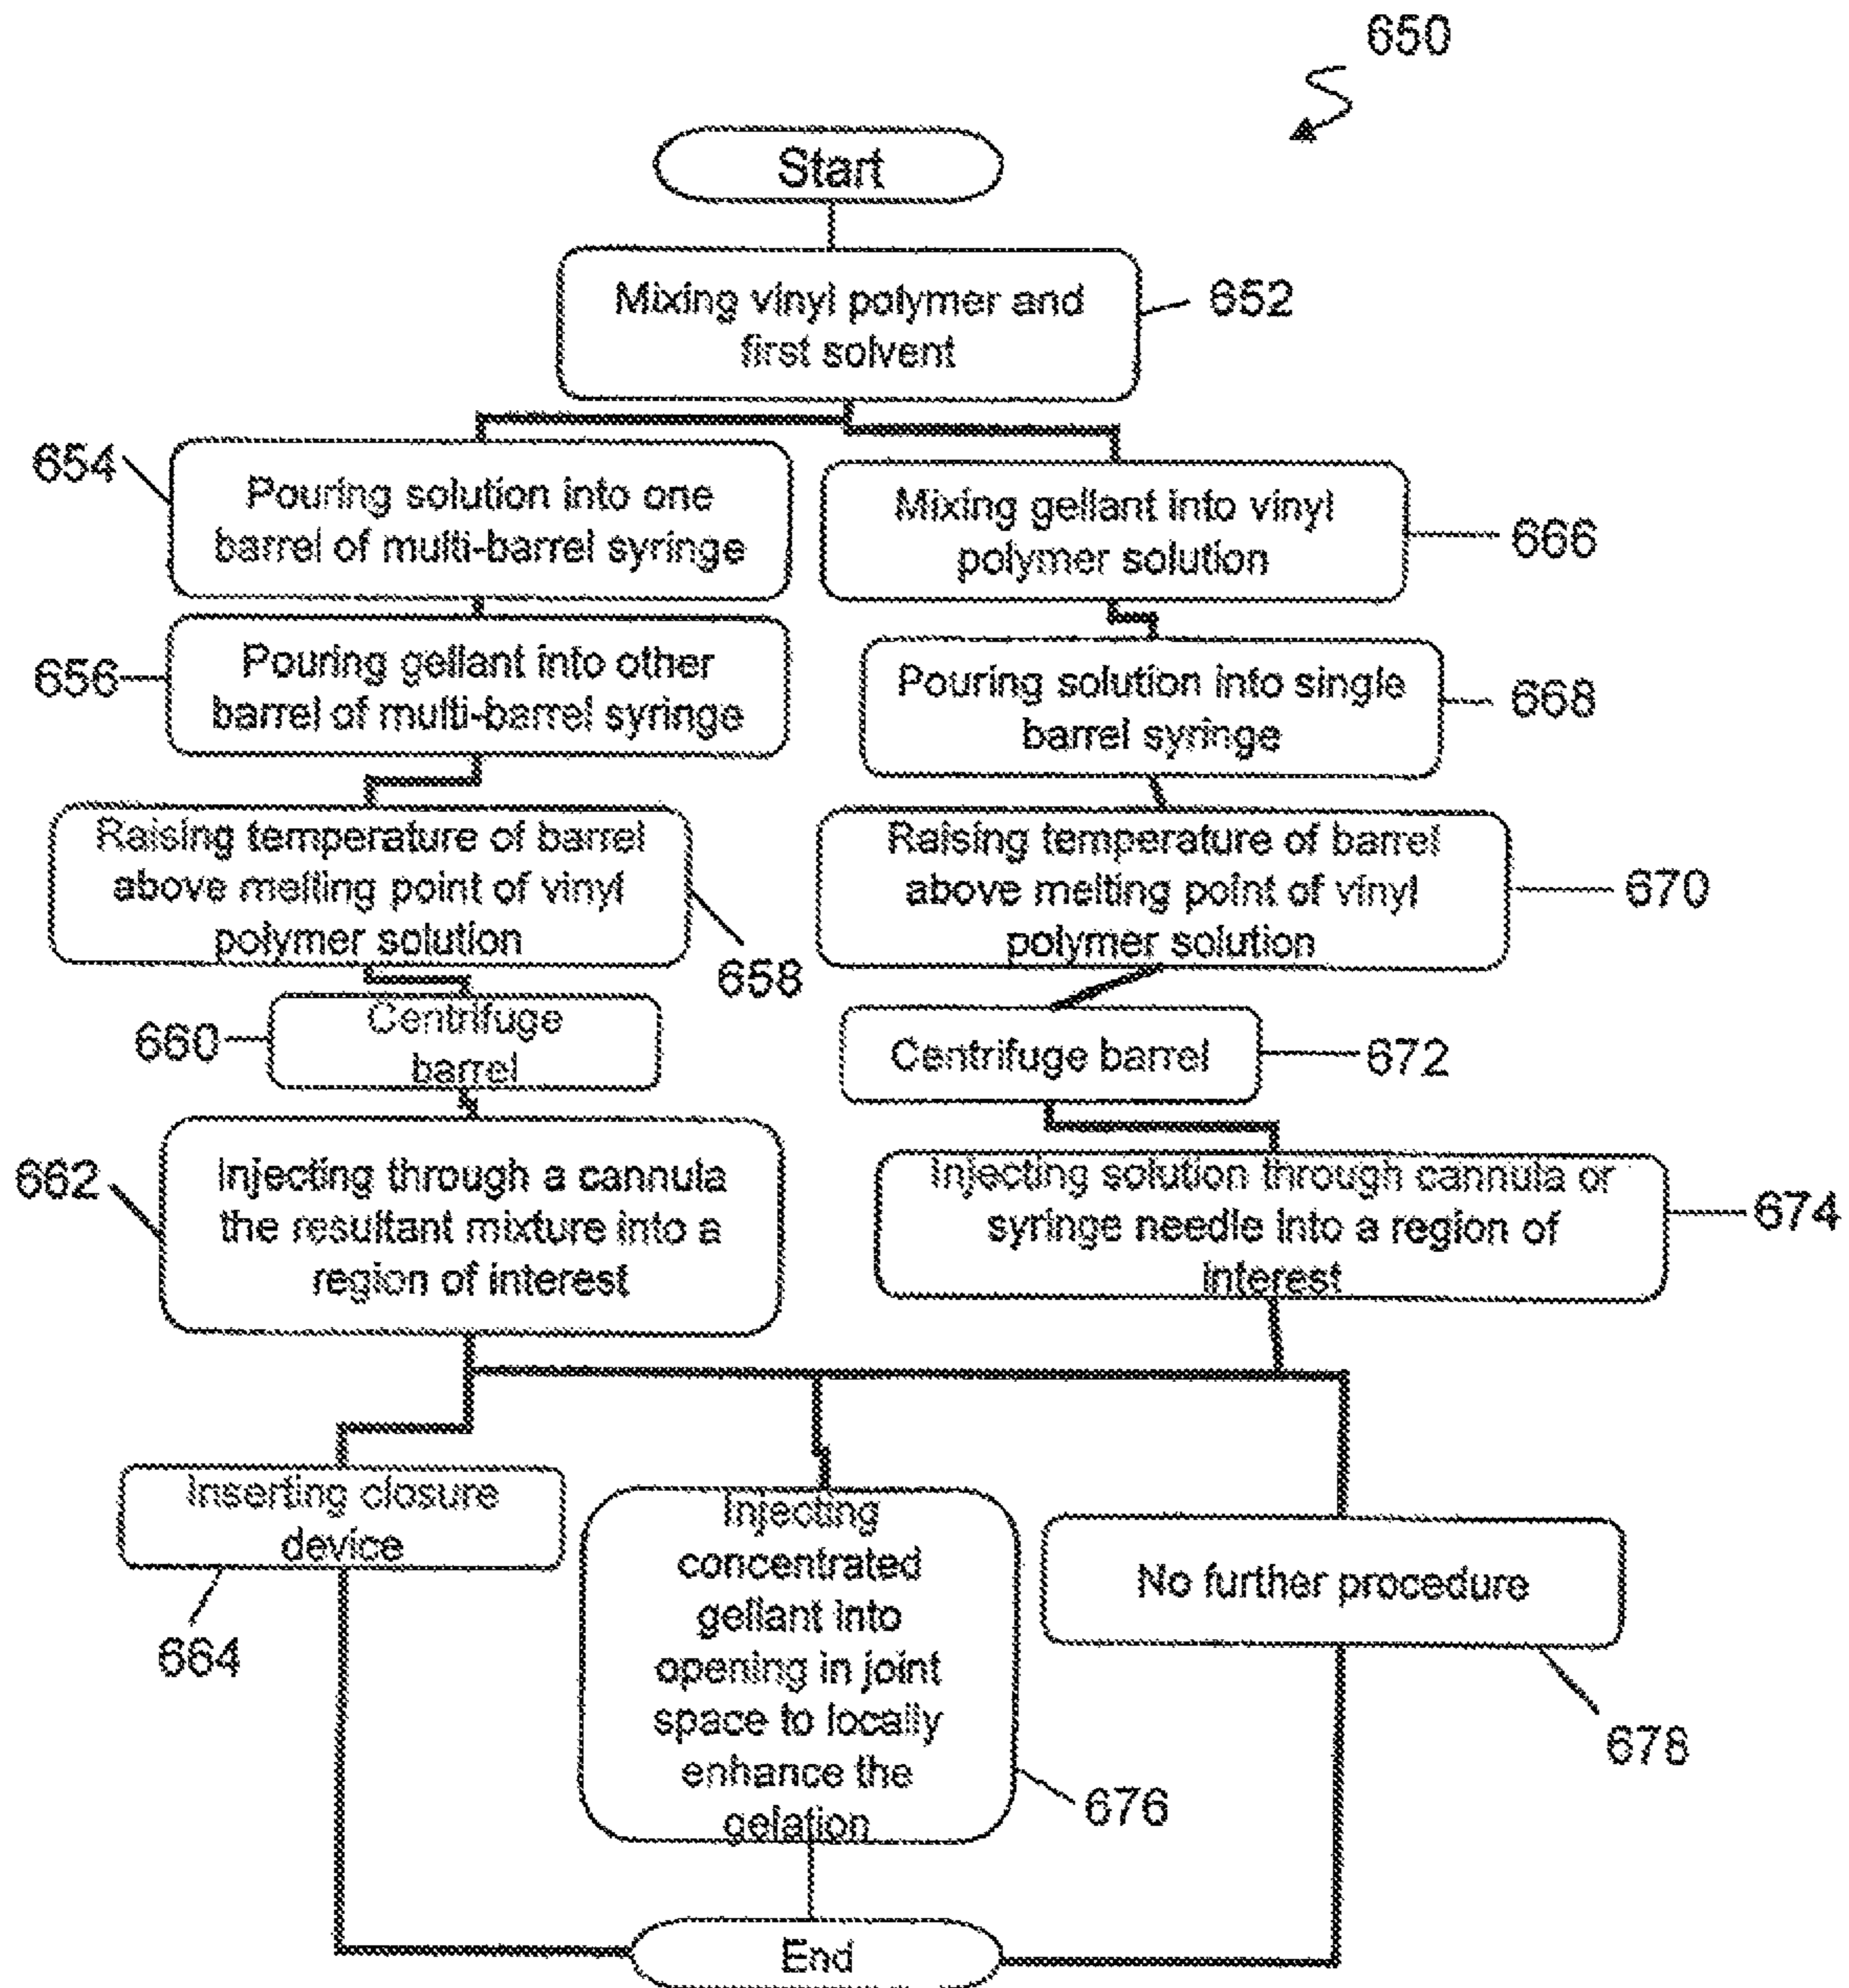 650
Start
Mixing vinyl polymer and
first solvent
652
654
Pouring solution into one
barrel of multi-barrel syringe
Mixing gellant into vinyl
polymer solution
666
656
Pouring gellant into other
barrel of multi-barrel syringe
Pouring solution into single
barrel syringe
668
Raising temperature of barrel
above melting point of vinyl
polymer solution
658
Raising temperature of barrel
above melting point of vinyl
polymer solution
670
660
Centrifuge
barrel
Centrifuge barrel
672
662
Injecting through a cannula
the resultant mixture into a
region of interest
Injecting solution through cannula or
syringe needle into a region of
interest
674
Inserting closure
device
664
Injecting
concentrated
gellant into
opening in joint
space to locally
enhance the
gelation
676
No further procedure
678
End